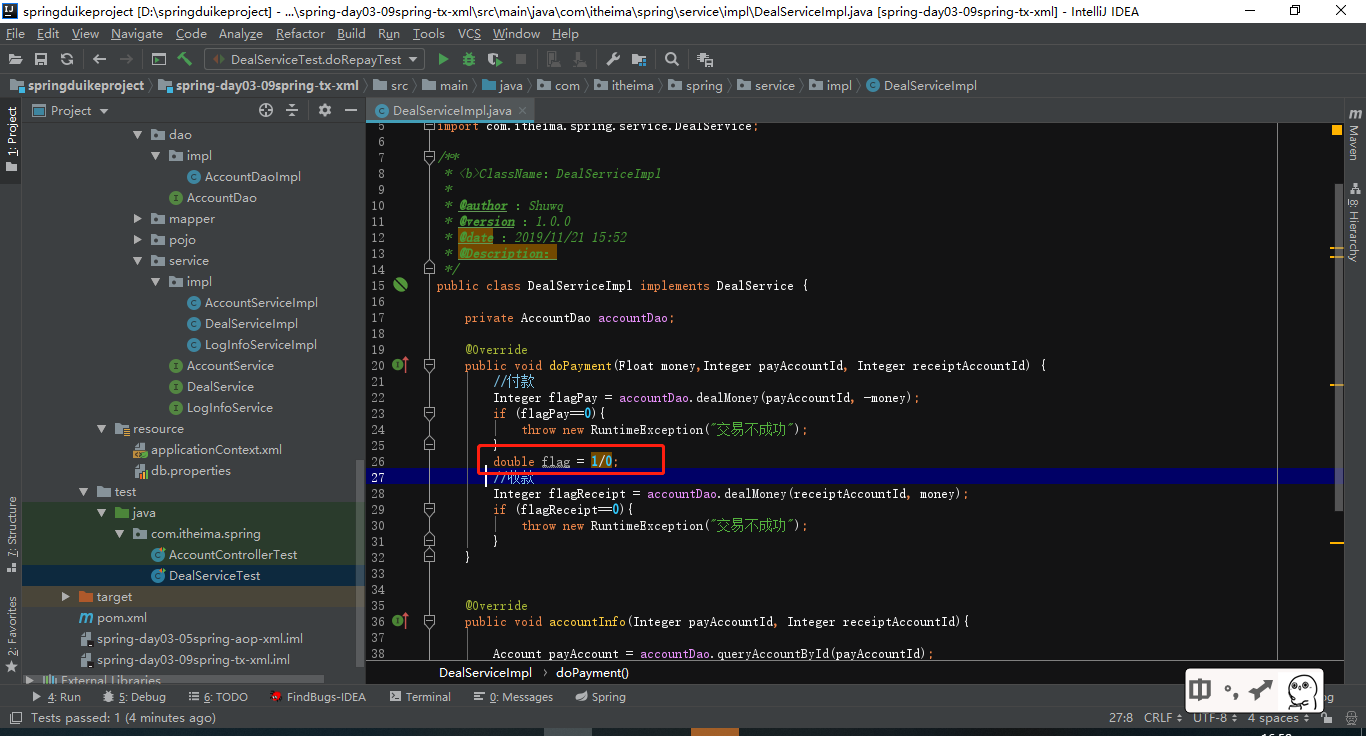 springduikeproject [D:\springduikeproject] - ...\spring-day03-09spring-tx-xml\src\main\java\com\itheima\spring\service\impl\DealServiceImpl.java [spring-day03-09spring-tx-xml] - IntelliJ IDEA
File Edit View Navigate Code Analyze Refactor Build Run Tools VCS Window Help
DealServiceTest.doRepayTest
springduikeproject spring-day03-09spring-tx-xml src main java com itheima spring service impl DealServiceImpl
1: Project
7: Structure
2: Favorites
Project
dao
impl
AccountDaoImpl
AccountDao
mapper
pojo
service
impl
AccountServiceImpl
DealServiceImpl
LogInfoServiceImpl
AccountService
DealService
LogInfoService
resource
applicationContext.xml
db.properties
test
java
com.itheima.spring
AccountControllerTest
DealServiceTest
target
pom.xml
spring-day03-05spring-aop-xml.iml
spring-day03-09spring-tx-xml.iml
External Libraries
DealServiceImpl.java
5 import com.itheima.spring.service.DealService;
6
7 /**
8 * <b>ClassName: DealServiceImpl
9 *
10 * @author : Shuwq
11 * @version : 1.0.0
12 * @date : 2019/11/21 15:52
13 * @Description:
14 */
15 public class DealServiceImpl implements DealService {
16
17 private AccountDao accountDao;
18
19 @Override
20 public void doPayment(Float money,Integer payAccountId, Integer receiptAccountId) {
21 //付款
22 Integer flagPay = accountDao.dealMoney(payAccountId, -money);
23 if (flagPay==0){
24 throw new RuntimeException("交易不成功");
25 }
26 double flag = 1/0;
27 //收款
28 Integer flagReceipt = accountDao.dealMoney(receiptAccountId, money);
29 if (flagReceipt==0){
30 throw new RuntimeException("交易不成功");
31 }
32 }
33
34
35 @Override
36 public void accountInfo(Integer payAccountId, Integer receiptAccountId){
37
38 Account payAccount = accountDao.queryAccountById(payAccountId);
DealServiceImpl › doPayment()
Maven
Hierarchy
4: Run 5: Debug 6: TODO FindBugs-IDEA Terminal 0: Messages Spring
中
Tests passed: 1 (4 minutes ago)
27:8 CRLF UTF-8 4 spaces